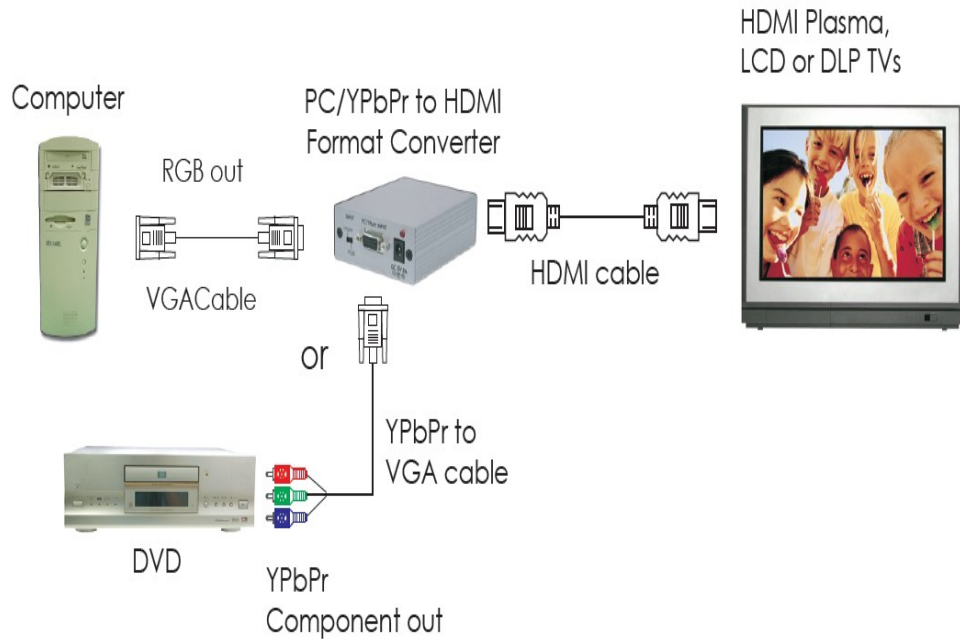 HDMI Plasma,
LCD or DLP TVs
Computer
PC/YPbPr to HDMI
Format Converter
RGB out
VGACable
HDMI cable
or
YPbPr to
VGA cable
DVD
YPbPr
Component out